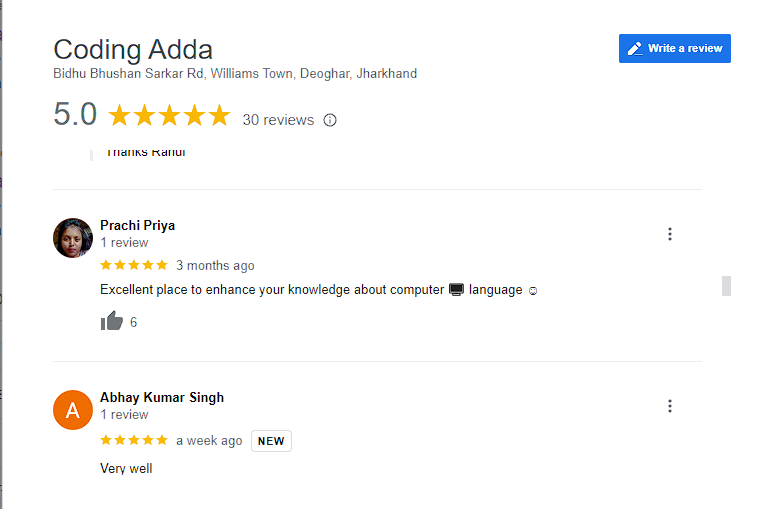 Coding Adda
Write a review
Bidhu Bhushan Sarkar Rd, Williams Town, Deoghar, Jharkhand
5.0 30 reviews
Thanks Rahul
Prachi Priya
1 review
3 months ago
Excellent place to enhance your knowledge about computer 🖥️ language ☺
6
A
Abhay Kumar Singh
1 review
a week ago NEW
Very well